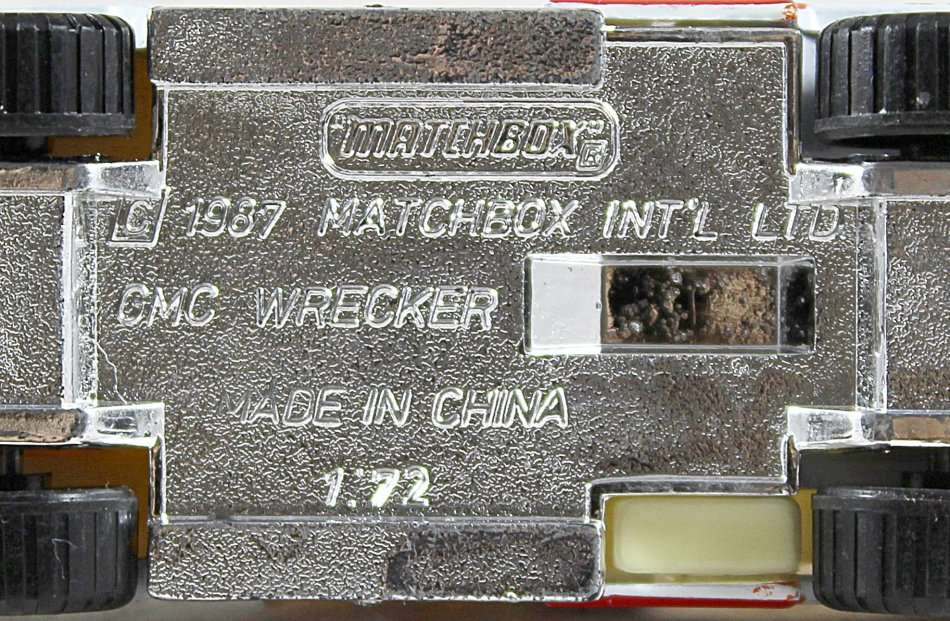 "MATCHBOX" ®
© 1987 MATCHBOX INT'L LTD
GMC WRECKER
MADE IN CHINA
1:72